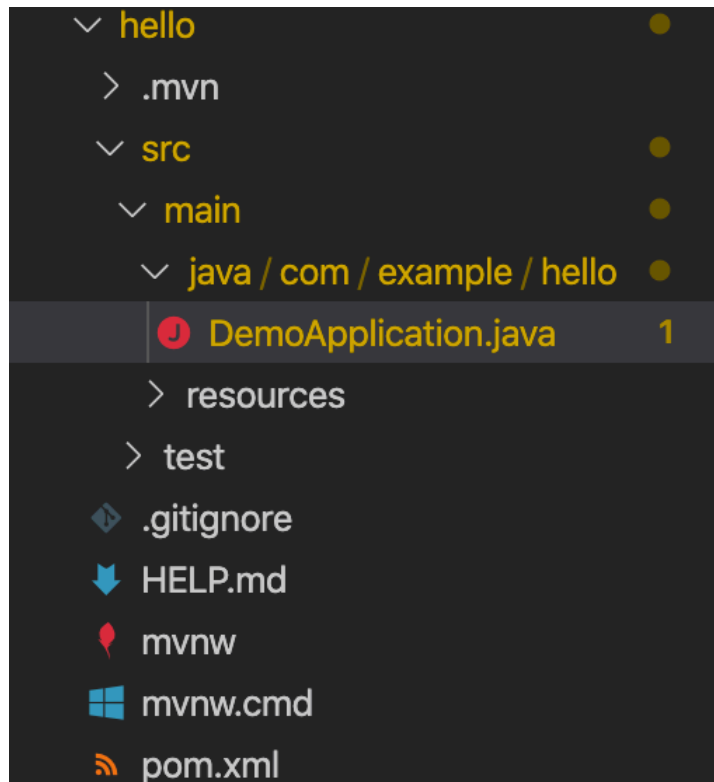 hello
.mvn
src
main
java / com / example / hello
J DemoApplication.java 1
resources
test
.gitignore
HELP.md
mvnw
mvnw.cmd
pom.xml